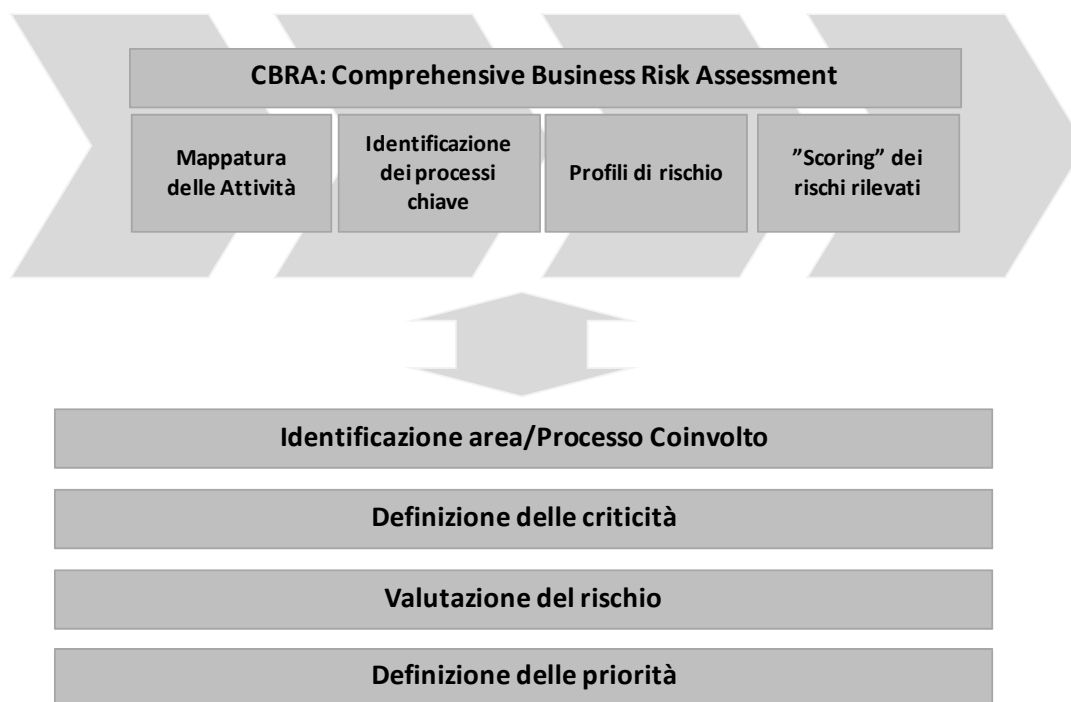 CBRA: Comprehensive Business Risk Assessment
Mappatura
delle Attività
Identificazione
dei processi
chiave
Profili di rischio
”Scoring” dei
rischi rilevati
Identificazione area/Processo Coinvolto
Definizione delle criticità
Valutazione del rischio
Definizione delle priorità